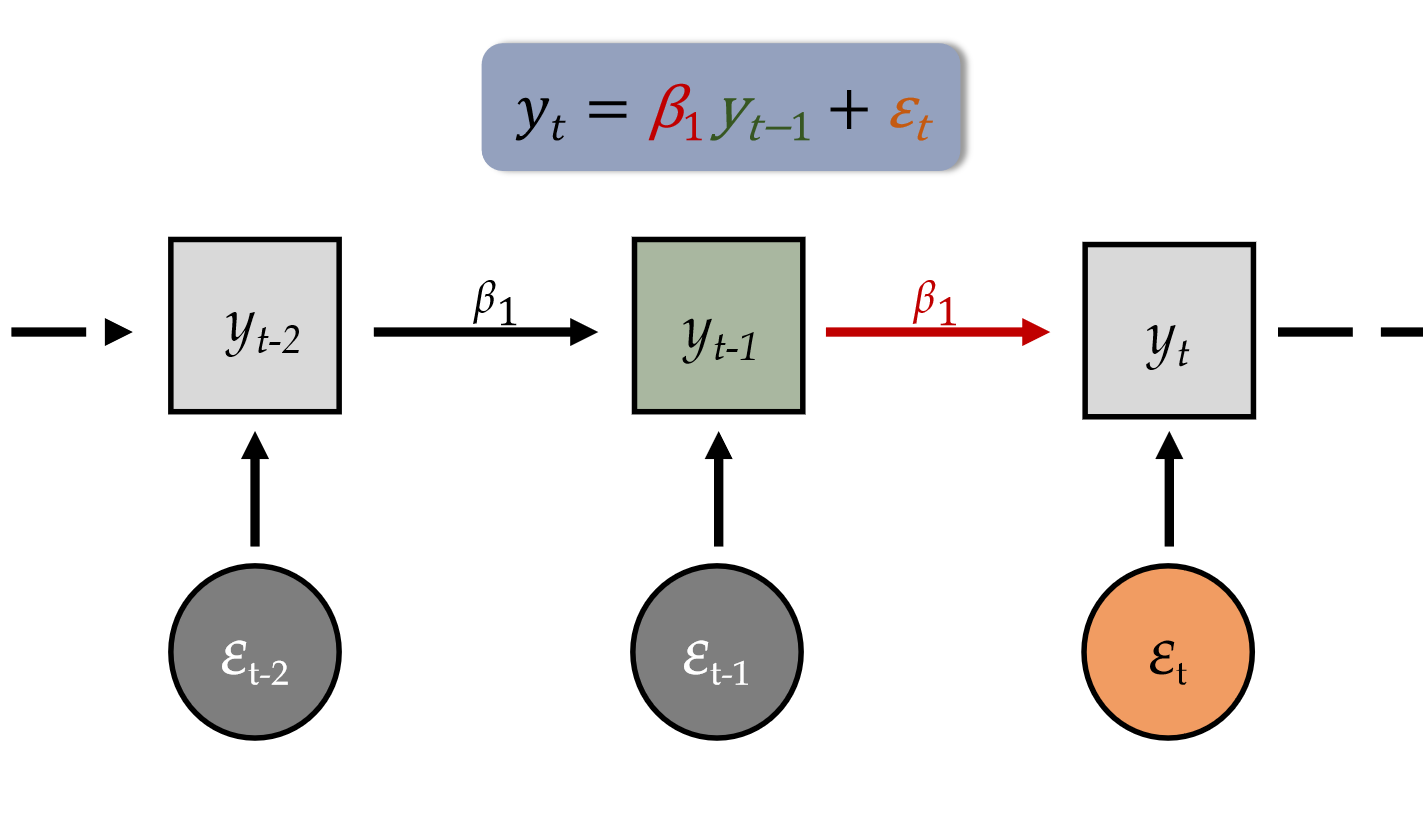 yₜ = β₁yₜ₋₁ + εₜ
β₁ β₁
yₜ₋₂ yₜ₋₁ yₜ
εₜ₋₂ εₜ₋₁ εₜ